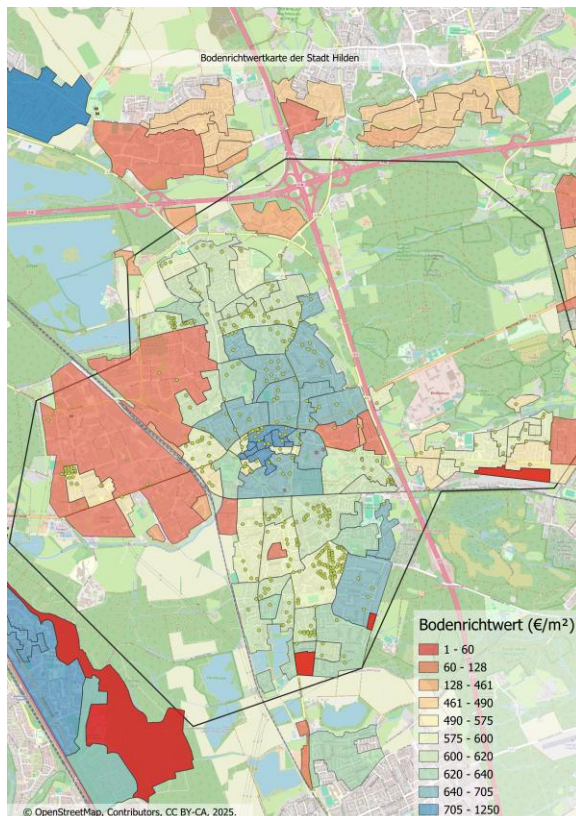 Bodenrichtwertkarte der Stadt Hilden
Bodenrichtwert (€/m²)
1 - 60
60 - 128
128 - 461
461 - 490
490 - 575
575 - 600
600 - 620
620 - 640
640 - 705
705 - 1250
© OpenStreetMap, Contributors, CC BY-CA, 2025.